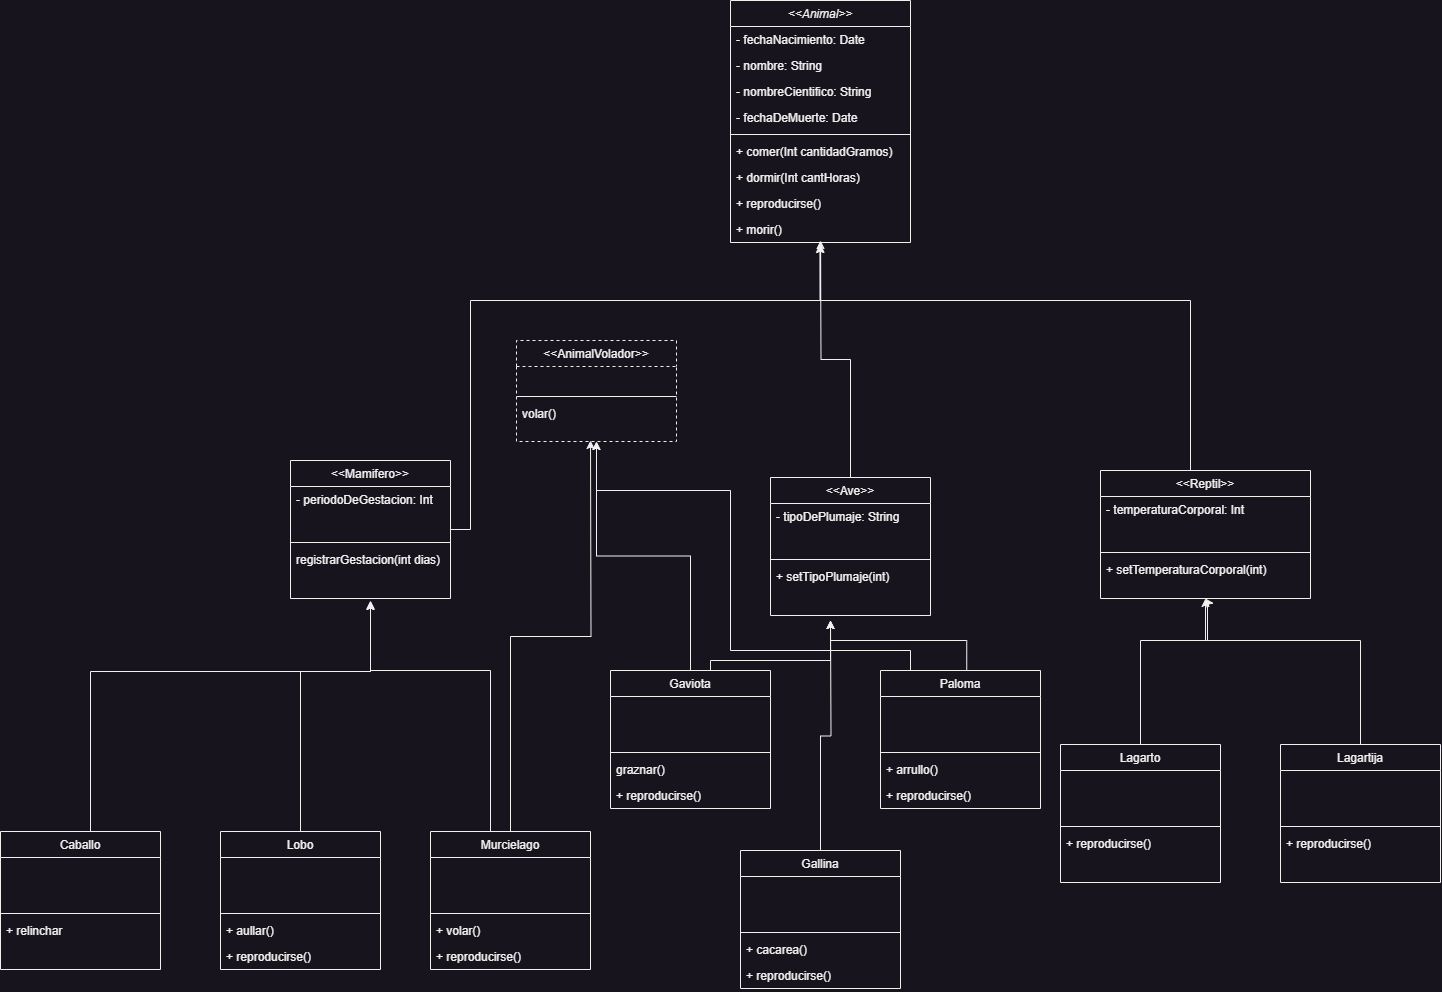 <<Animal>>
- fechaNacimiento: Date
- nombre: String
- nombreCientifico: String
- fechaDeMuerte: Date
+ comer(Int cantidadGramos)
+ dormir(Int cantHoras)
+ reproducirse()
+ morir()
<<AnimalVolador>>
volar()
<<Mamifero>>
- periodoDeGestacion: Int
registrarGestacion(int dias)
<<Ave>>
- tipoDePlumaje: String
+ setTipoPlumaje(int)
<<Reptil>>
- temperaturaCorporal: Int
+ setTemperaturaCorporal(int)
Gaviota
graznar()
+ reproducirse()
Paloma
+ arrullo()
+ reproducirse()
Lagarto
+ reproducirse()
Lagartija
+ reproducirse()
Caballo
+ relinchar
Lobo
+ aullar()
+ reproducirse()
Murcielago
+ volar()
+ reproducirse()
Gallina
+ cacarea()
+ reproducirse()